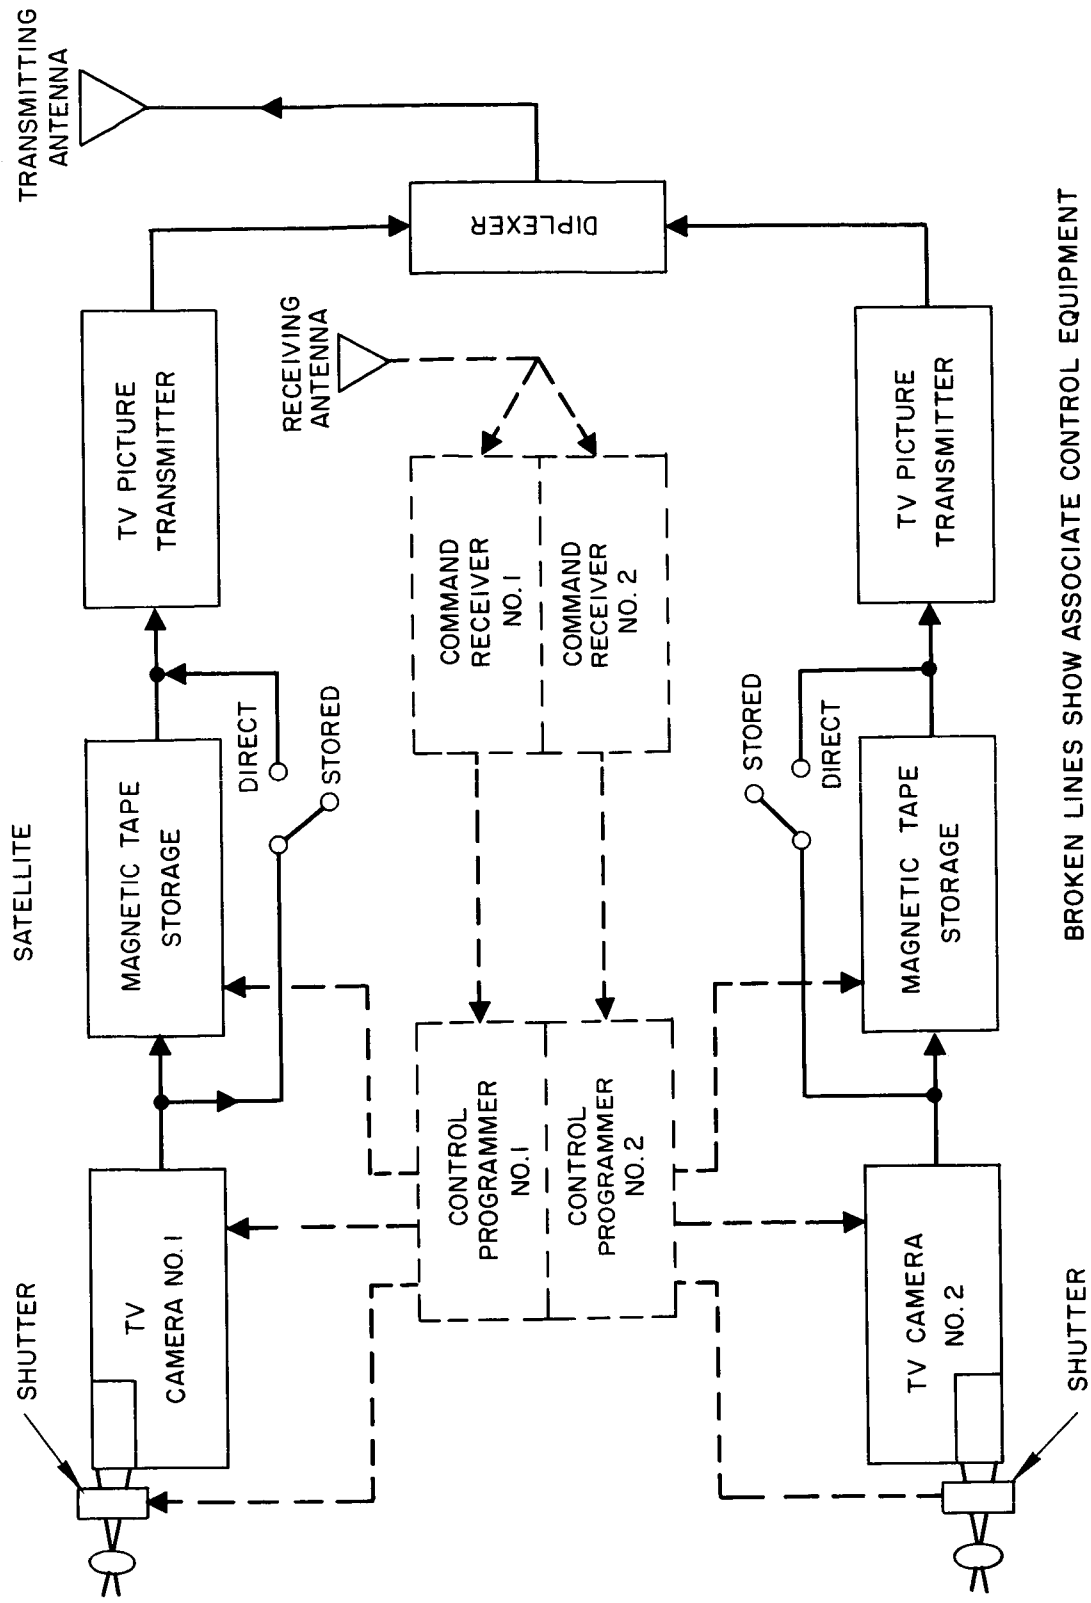 SATELLITE
TRANSMITTING
ANTENNA
SHUTTER
TV
CAMERA NO. 1
MAGNETIC TAPE
STORAGE
TV PICTURE
TRANSMITTER
DIRECT
STORED
RECEIVING
ANTENNA
CONTROL
PROGRAMMER
NO. 1
COMMAND
RECEIVER
NO. 1
DIPLEXER
CONTROL
PROGRAMMER
NO. 2
COMMAND
RECEIVER
NO. 2
STORED
DIRECT
TV CAMERA
NO. 2
MAGNETIC TAPE
STORAGE
TV PICTURE
TRANSMITTER
SHUTTER
BROKEN LINES SHOW ASSOCIATE CONTROL EQUIPMENT